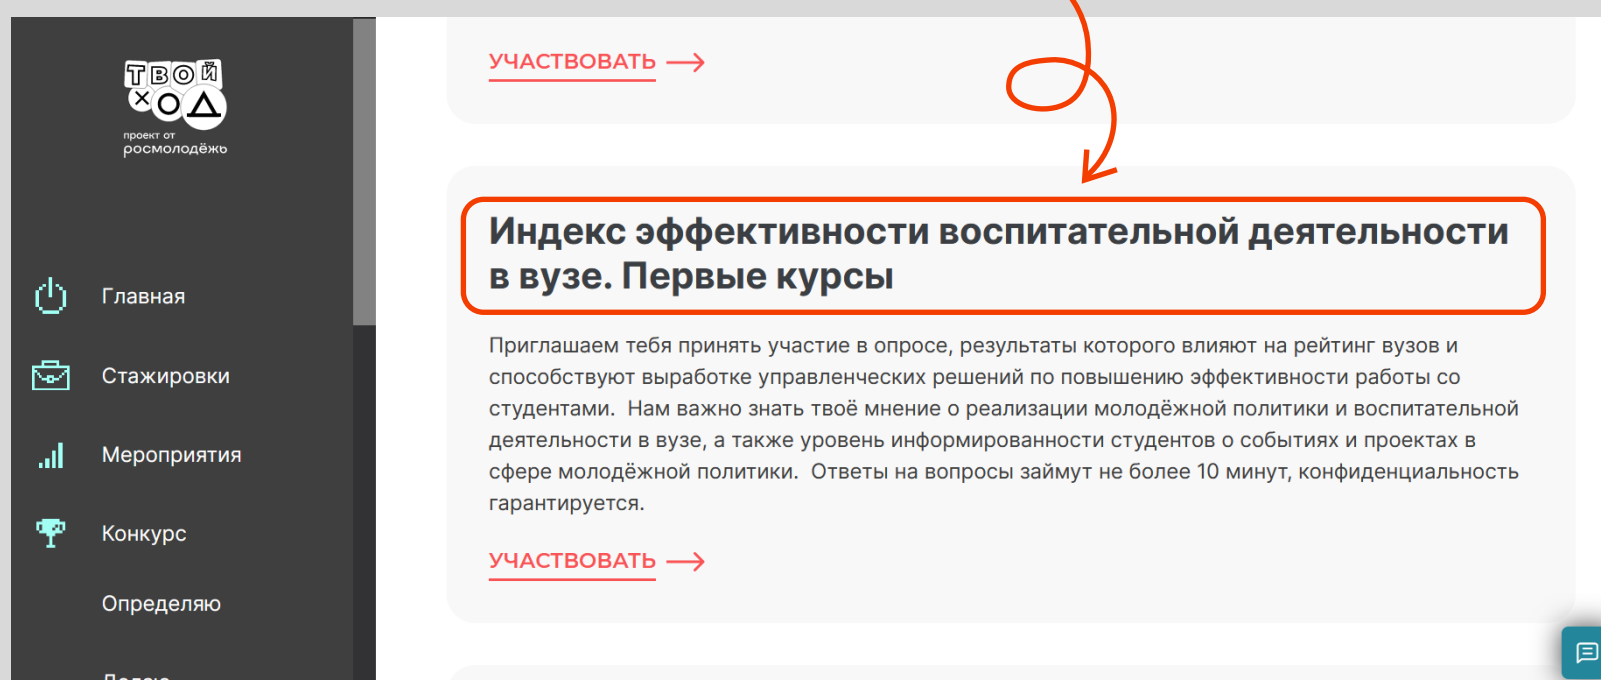 ТВОЙ
ХОД
проект от
росмолодёжь
Главная
Стажировки
Мероприятия
Конкурс
Определяю
УЧАСТВОВАТЬ
Индекс эффективности воспитательной деятельности
в вузе. Первые курсы
Приглашаем тебя принять участие в опросе, результаты которого влияют на рейтинг вузов и
способствуют выработке управленческих решений по повышению эффективности работы со
студентами.  Нам важно знать твоё мнение о реализации молодёжной политики и воспитательной
деятельности в вузе, а также уровень информированности студентов о событиях и проектах в
сфере молодёжной политики.  Ответы на вопросы займут не более 10 минут, конфиденциальность
гарантируется.
УЧАСТВОВАТЬ